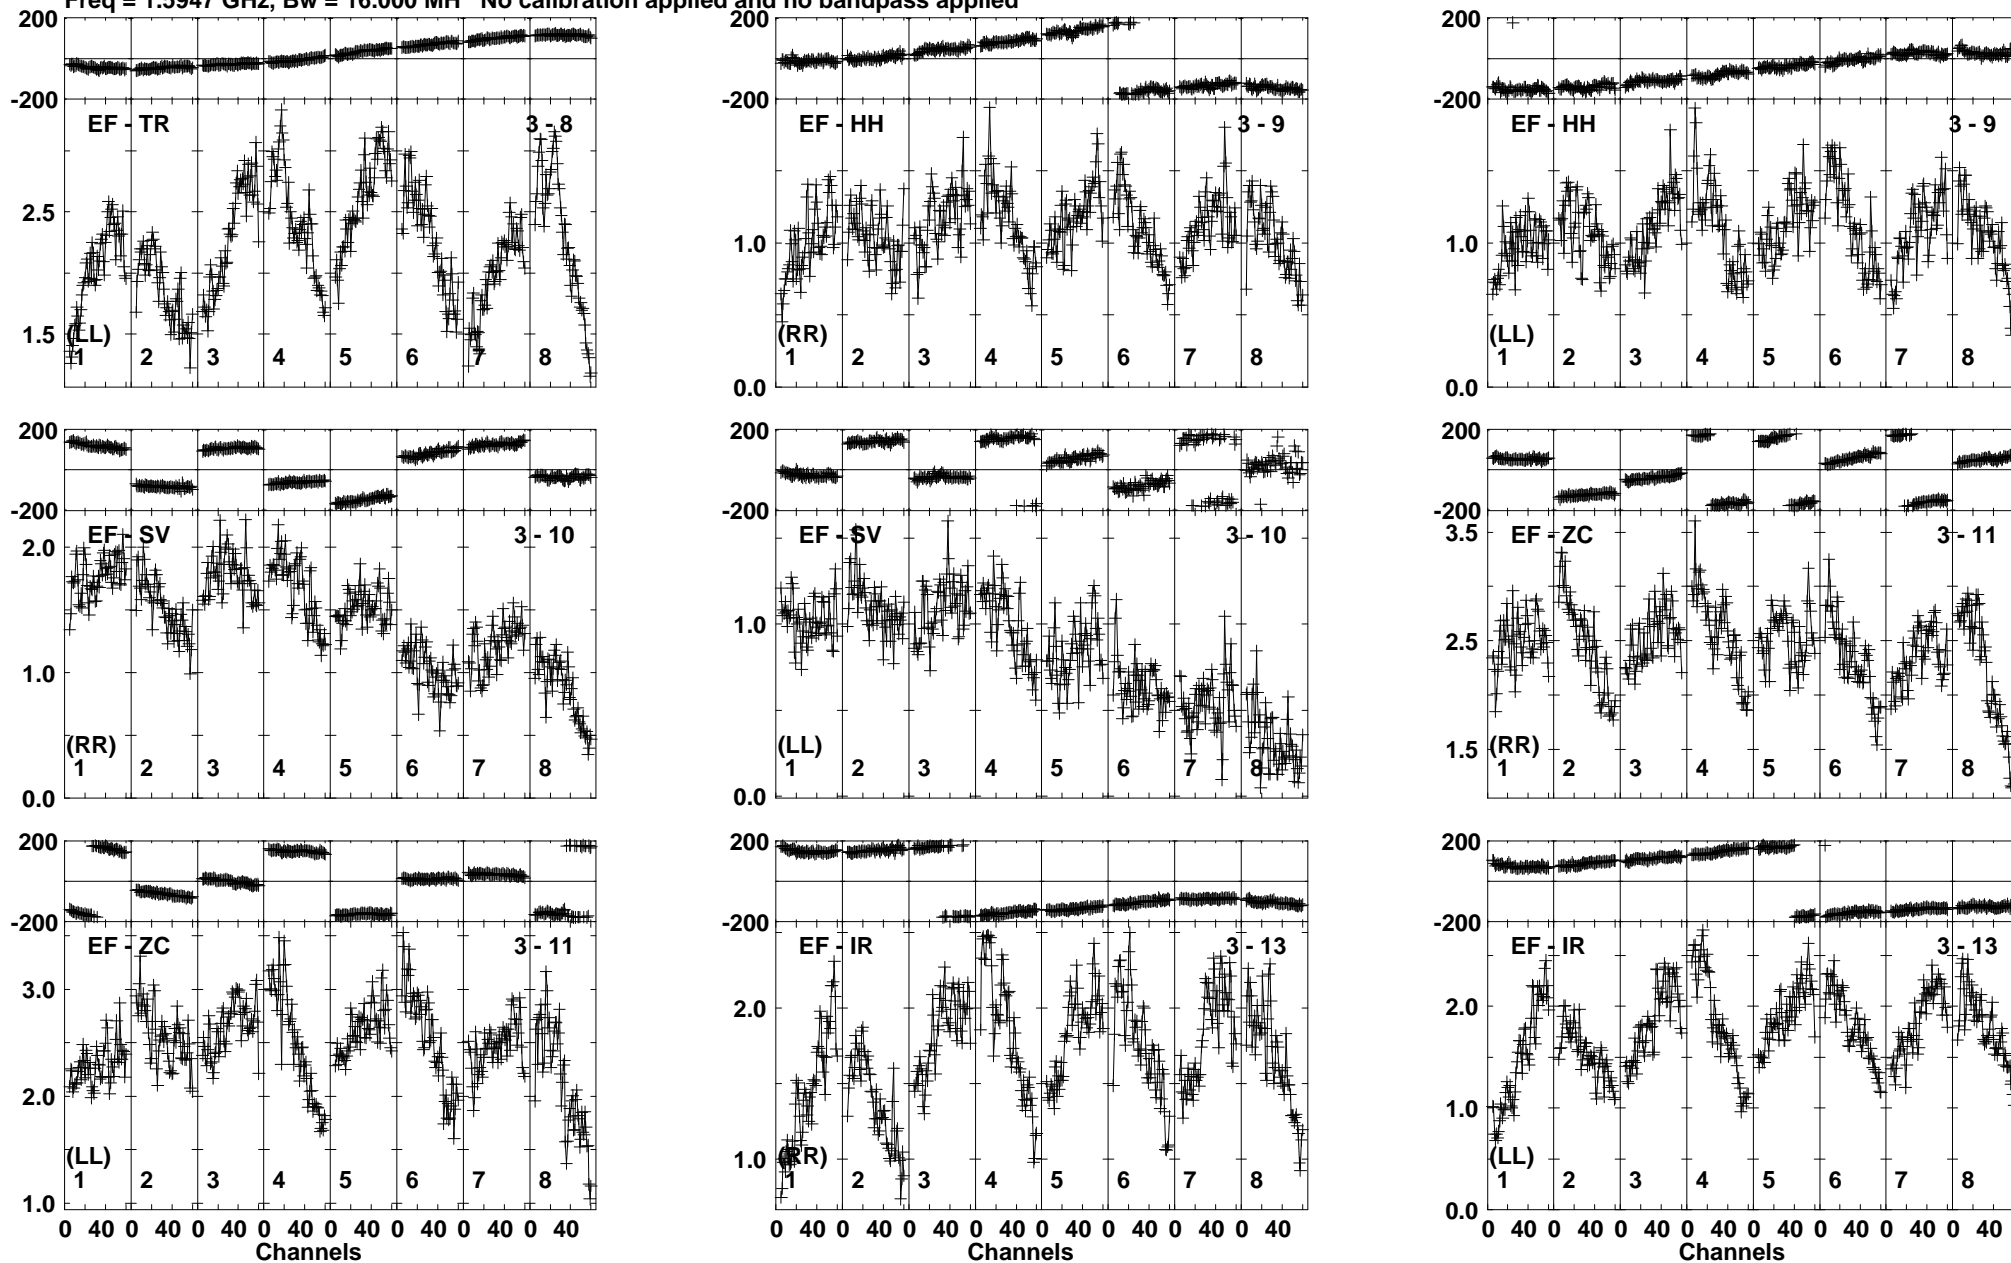 Freq = 1.5947 GHz, Bw = 16.000 MH No calibration applied and no bandpass applied
200
-200
EF - TR 3 - 8
2.5
1.5
(LL)
1 2 3 4 5 6 7 8
200
-200
EF - HH 3 - 9
1.0
0.0
(RR)
1 2 3 4 5 6 7 8
200
-200
EF - HH 3 - 9
1.0
0.0
(LL)
1 2 3 4 5 6 7 8
200
-200
EF - SV 3 - 10
2.0
1.0
0.0
(RR)
1 2 3 4 5 6 7 8
200
-200
EF - SV 3 - 10
1.0
0.0
(LL)
1 2 3 4 5 6 7 8
200
-200
EF - ZC 3 - 11
3.5
2.5
1.5
(RR)
1 2 3 4 5 6 7 8
200
-200
EF - ZC 3 - 11
3.0
2.0
1.0
(LL)
1 2 3 4 5 6 7 8
0 40 0 40 0 40 0 40 0 40 0 40 0 40 0 40
Channels
200
-200
EF - IR 3 - 13
2.0
1.0
(RR)
1 2 3 4 5 6 7 8
0 40 0 40 0 40 0 40 0 40 0 40 0 40 0 40
Channels
200
-200
EF - IR 3 - 13
2.0
1.0
0.0
(LL)
1 2 3 4 5 6 7 8
0 40 0 40 0 40 0 40 0 40 0 40 0 40 0 40
Channels